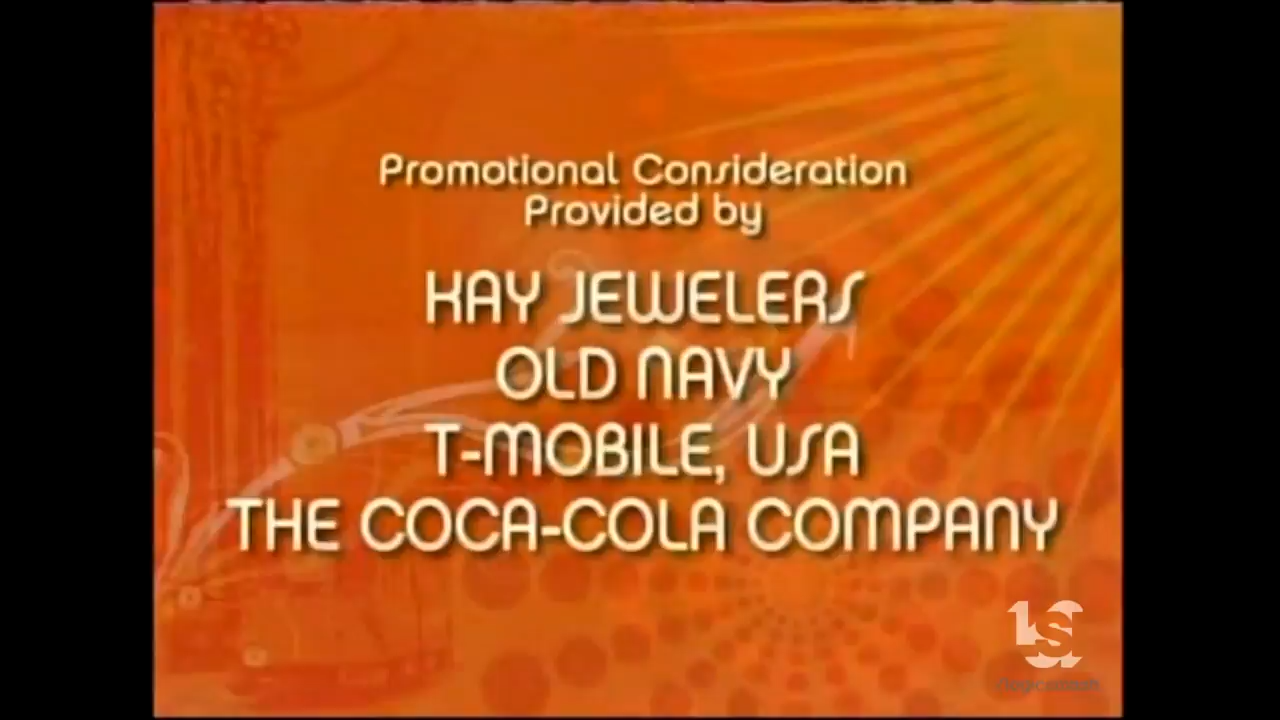 Promotional Consideration
Provided by
KAY JEWELERS
OLD NAVY
T-MOBILE, USA
THE COCA-COLA COMPANY